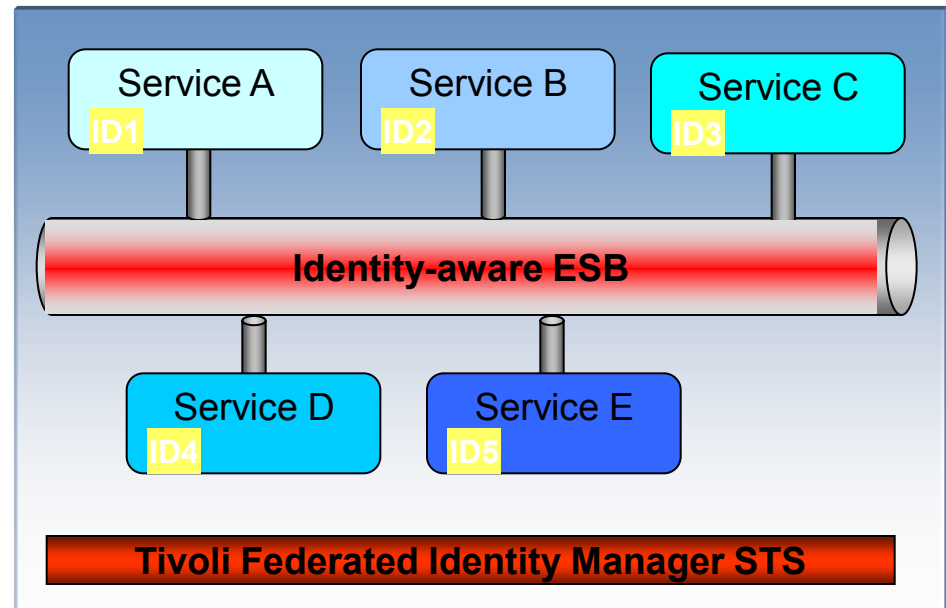 Service A
ID1
Service B
ID2
Service C
ID3
Identity-aware ESB
Service D
ID4
Service E
ID5
Tivoli Federated Identity Manager STS